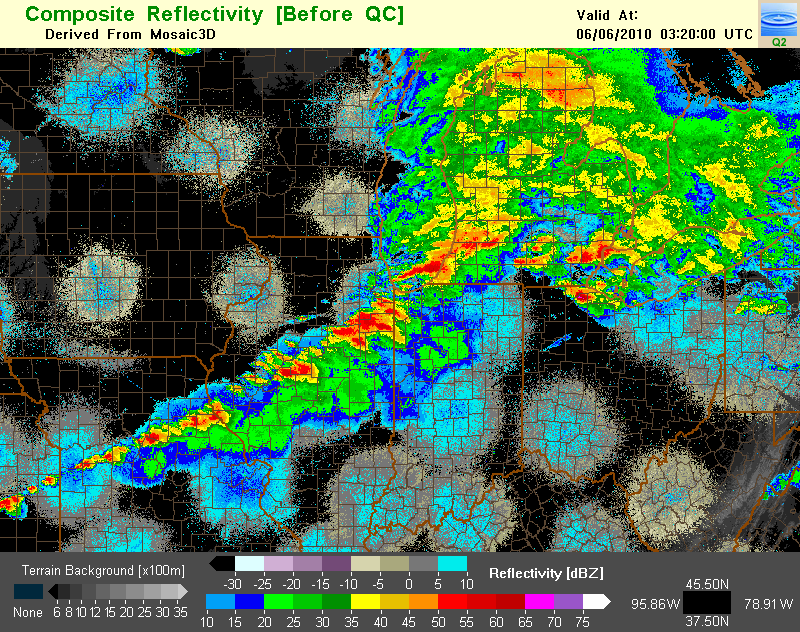 Composite Reflectivity [Before QC]
Derived From Mosaic3D
Valid At:
06/06/2010 03:20:00 UTC
Q2
Terrain Background [x100m]
None 6 8 10 12 15 20 25 30 35
-30 -25 -20 -15 -10 -5 0 5 10
Reflectivity [dBZ]
10 15 20 25 30 35 40 45 50 55 60 65 70 75
45.50N
95.86W 78.91W
37.50N